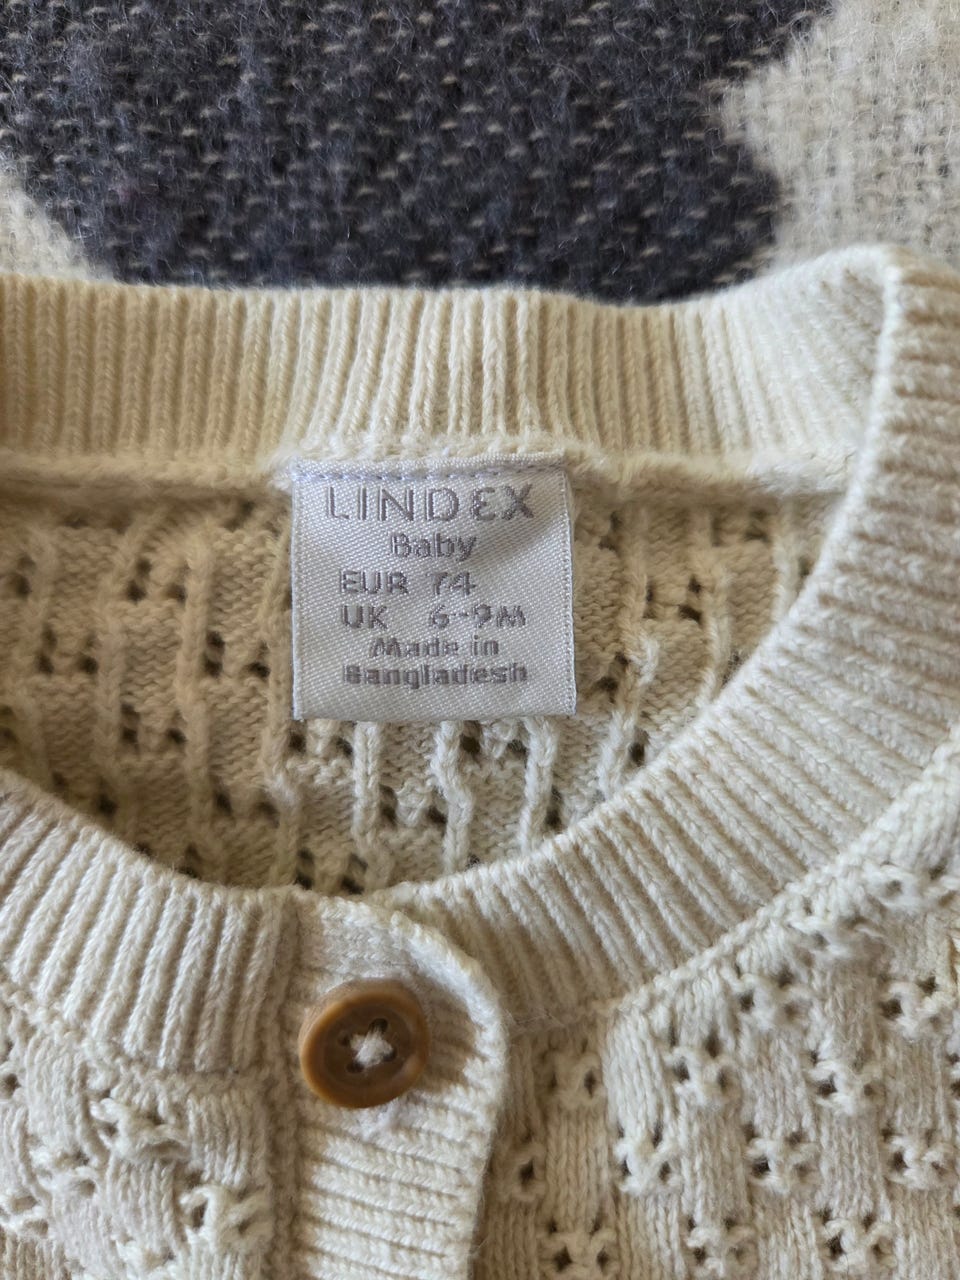 LINDEX
Baby
EUR 74
UK 6-9M
Made in
Bangladesh